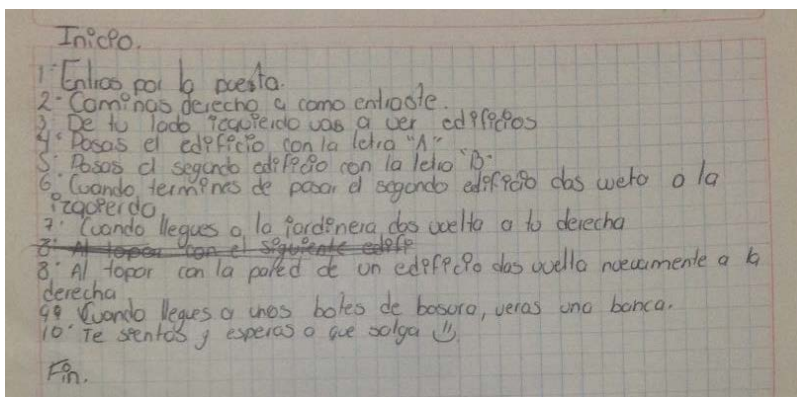 Inicio.
1- Entras por la puesta.
2- Caminas derecho a como entraste.
3. De tu lado izquierdo vas a ver edificios
4. Pasas el edificio con la letra "A"
5. Pasas el segundo edificio con la letra "B"
6. Cuando termines de pasar el segundo edificio das weto a la
izquierdo
7. Cuando llegues a la jardinera das vuelta a tu derecha
8. Al topar con el siguiente edife
8. Al topar con la pared de un edificio das vuelta nuevamente a la
derecha
9. Cuando llegues a unos botes de basura, veras una banca.
10. Te sientas y esperas a que salga
Fin.